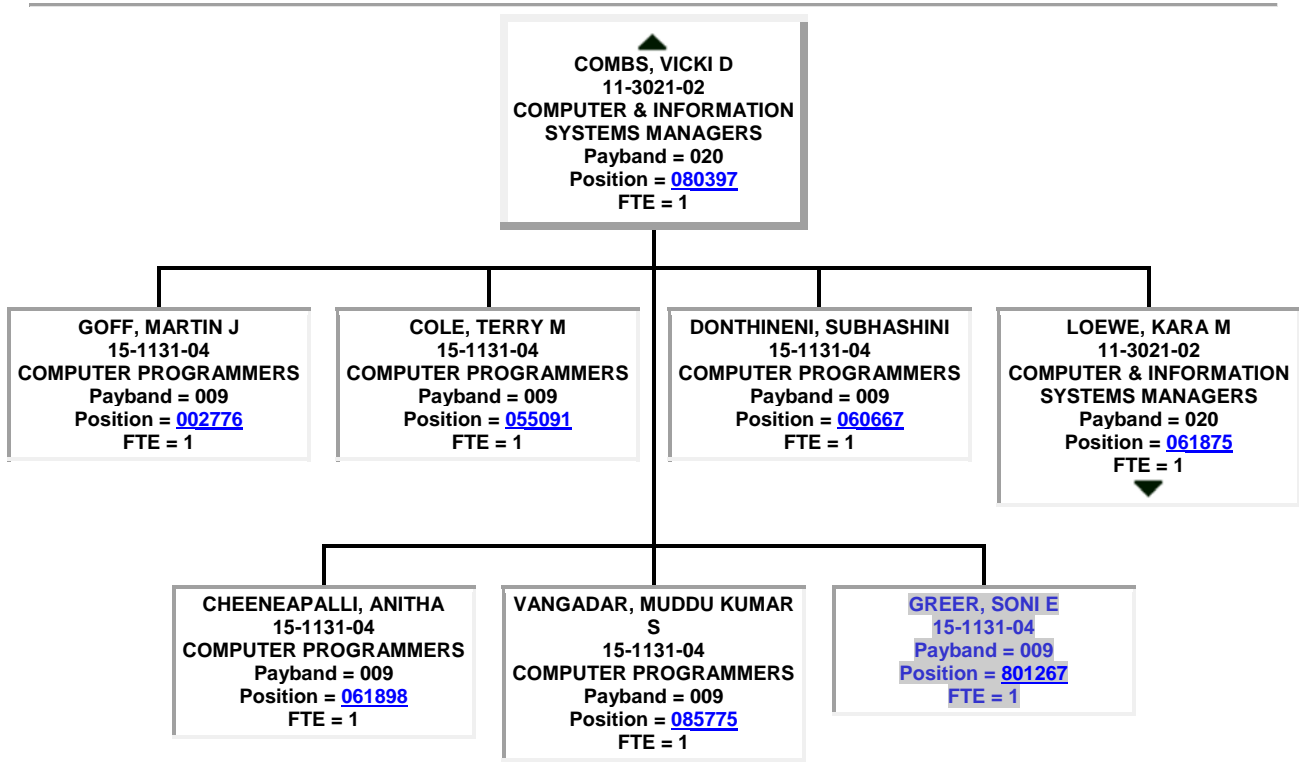 COMBS, VICKI D
11-3021-02
COMPUTER & INFORMATION
SYSTEMS MANAGERS
Payband = 020
Position = 080397
FTE = 1
GOFF, MARTIN J
15-1131-04
COMPUTER PROGRAMMERS
Payband = 009
Position = 002776
FTE = 1
COLE, TERRY M
15-1131-04
COMPUTER PROGRAMMERS
Payband = 009
Position = 055091
FTE = 1
DONTHINENI, SUBHASHINI
15-1131-04
COMPUTER PROGRAMMERS
Payband = 009
Position = 060667
FTE = 1
LOEWE, KARA M
11-3021-02
COMPUTER & INFORMATION
SYSTEMS MANAGERS
Payband = 020
Position = 061875
FTE = 1
CHEENEAPALLI, ANITHA
15-1131-04
COMPUTER PROGRAMMERS
Payband = 009
Position = 061898
FTE = 1
VANGADAR, MUDDU KUMAR
S
15-1131-04
COMPUTER PROGRAMMERS
Payband = 009
Position = 085775
FTE = 1
GREER, SONI E
15-1131-04
Payband = 009
Position = 801267
FTE = 1